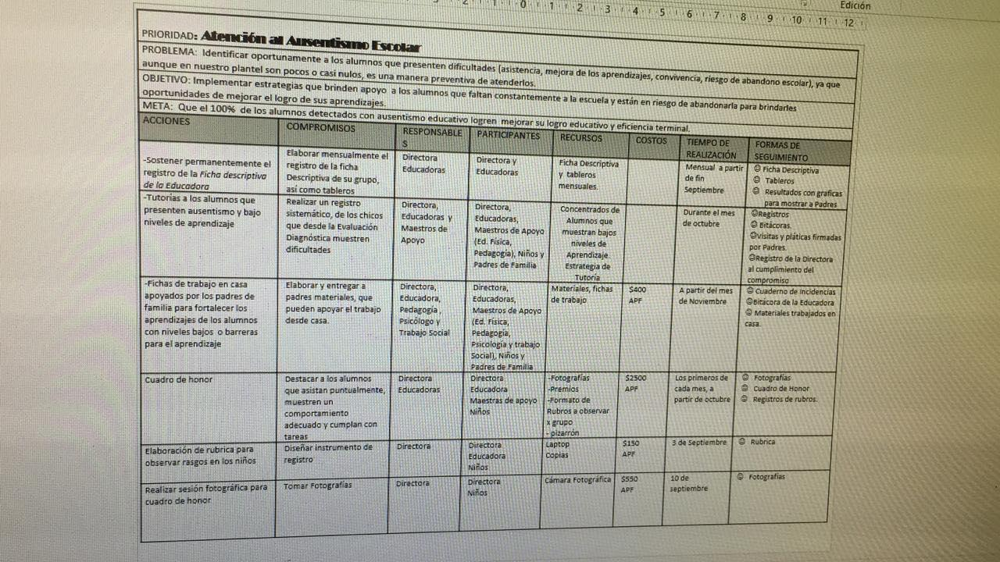 Edición
2 1 0 1 2 3 4 5 6 7 8 9 10 11 12
PRIORIDAD: Atención al Ausentismo Escolar
PROBLEMA: Identificar oportunamente a los alumnos que presenten dificultades (asistencia, mejora de los aprendizajes, convivencia, riesgo de abandono escolar), ya que
aunque en nuestro plantel son pocos o casi nulos, es una manera preventiva de atenderlos.
OBJETIVO: Implementar estrategias que brinden apoyo a los alumnos que faltan constantemente a la escuela y están en riesgo de abandonarla para brindarles
oportunidades de mejorar el logro de sus aprendizajes.
META: Que el 100% de los alumnos detectados con ausentismo educativo logren mejorar su logro educativo y eficiencia terminal.
ACCIONES
COMPROMISOS
RESPONSABLE
S
PARTICIPANTES
RECURSOS
COSTOS
TIEMPO DE
REALIZACIÓN
FORMAS DE
SEGUIMIENTO
-Sostener permanentemente el
registro de la Ficha descriptiva
de la Educadora
Elaborar mensualmente el
registro de la ficha
Descriptiva de su grupo,
así como tableros
Directora
Educadoras
Directora y
Educadoras
Ficha Descriptiva
y tableros
mensuales.
Mensual a partir
de fin
Septiembre
☺ Ficha Descriptiva
☺ Tableros
☺ Resultados con graficas
para mostrar a Padres
-Tutorías a los alumnos que
presenten ausentismo y bajo
niveles de aprendizaje
Realizar un registro
sistemático, de los chicos
que desde la Evaluación
Diagnóstica muestren
dificultades
Directora,
Educadoras y
Maestros de
Apoyo
Directora,
Educadoras,
Maestros de Apoyo
(Ed. Física,
Pedagogía), Niños y
Padres de Familia
Concentrados de
Alumnos que
muestran bajos
niveles de
Aprendizaje.
Estrategia de
Tutoría
Durante el mes
de octubre
☺Registros
☺ Bitácoras.
☺Visitas y pláticas firmadas
por Padres.
☺Registro de la Directora
al cumplimiento del
compromiso
-Fichas de trabajo en casa
apoyados por los padres de
familia para fortalecer los
aprendizajes de los alumnos
con niveles bajos o barreras
para el aprendizaje
Elaborar y entregar a
padres materiales, que
pueden apoyar el trabajo
desde casa.
Directora,
Educadora,
Pedagogía,
Psicólogo y
Trabajo Social
Directora,
Educadoras,
Maestros de Apoyo
(Ed. Física,
Pedagogía,
Psicología y trabajo
Social), Niños y
Padres de Familia
Materiales, fichas
de trabajo
$400
APF
A partir del mes
de Noviembre
☺ Cuaderno de Incidencias
☺Bitácora de la Educadora
☺ Materiales trabajados en
casa.
Cuadro de honor
Destacar a los alumnos
que asistan puntualmente,
muestren un
comportamiento
adecuado y cumplan con
tareas
Directora
Educadoras
Directora
Educadora
Maestras de apoyo
Niños
-Fotografías
-Premios
-Formato de
Rubros a observar
x grupo
- pizarrón
$2500
APF
Los primeros de
cada mes, a
partir de octubre
☺ Fotografías
☺ Cuadro de Honor
☺ Registros de rubros.
Elaboración de rubrica para
observar rasgos en los niños
Diseñar instrumento de
registro
Directora
Directora
Educadora
Niños
Laptop
Copias
$150
APF
3 de Septiembre
☺ Rubrica
Realizar sesión fotográfica para
cuadro de honor
Tomar Fotografías
Directora
Directora
Niños
Cámara Fotográfica
$550
APF
10 de
septiembre
☺ Fotografías